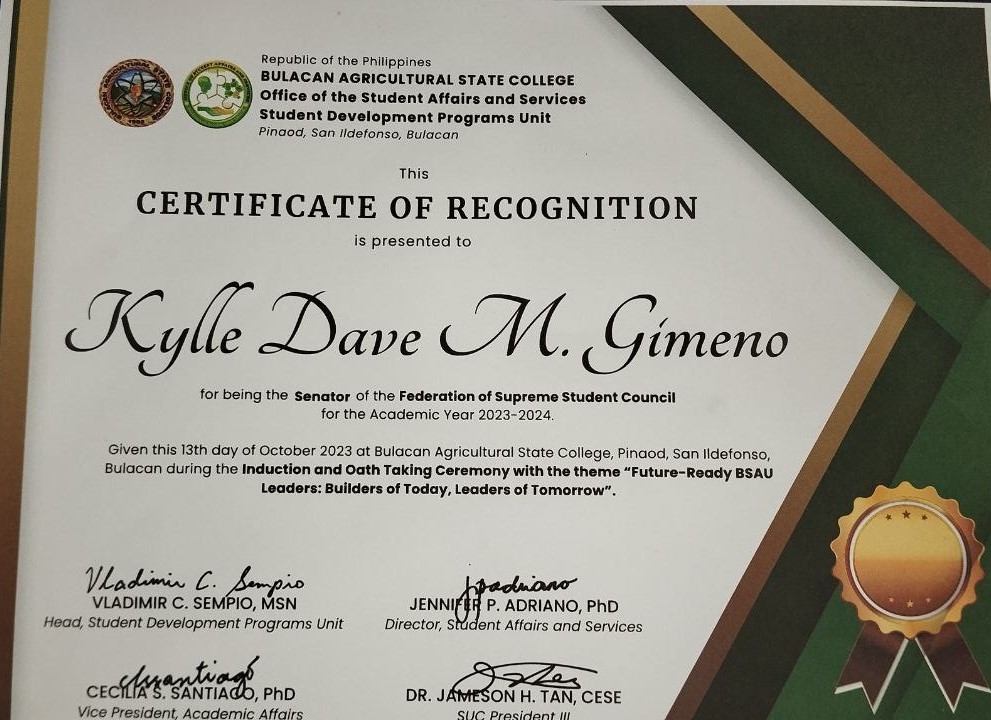 Republic of the Philippines
BULACAN AGRICULTURAL STATE COLLEGE
Office of the Student Affairs and Services
Student Development Programs Unit
Pinaod, San Ildefonso, Bulacan
This
CERTIFICATE OF RECOGNITION
is presented to
Kylle Dave M. Gimeno
for being the Senator of the Federation of Supreme Student Council
for the Academic Year 2023-2024.
Given this 13th day of October 2023 at Bulacan Agricultural State College, Pinaod, San Ildefonso,
Bulacan during the Induction and Oath Taking Ceremony with the theme “Future-Ready BSAU
Leaders: Builders of Today, Leaders of Tomorrow”.
Vladimir C. Sempio
VLADIMIR C. SEMPIO, MSN
Head, Student Development Programs Unit
jpadriano
JENNIFER P. ADRIANO, PhD
Director, Student Affairs and Services
CECILIA S. SANTIAGO, PhD
Vice President, Academic Affairs
DR. JAMESON H. TAN, CESE
SUC President III